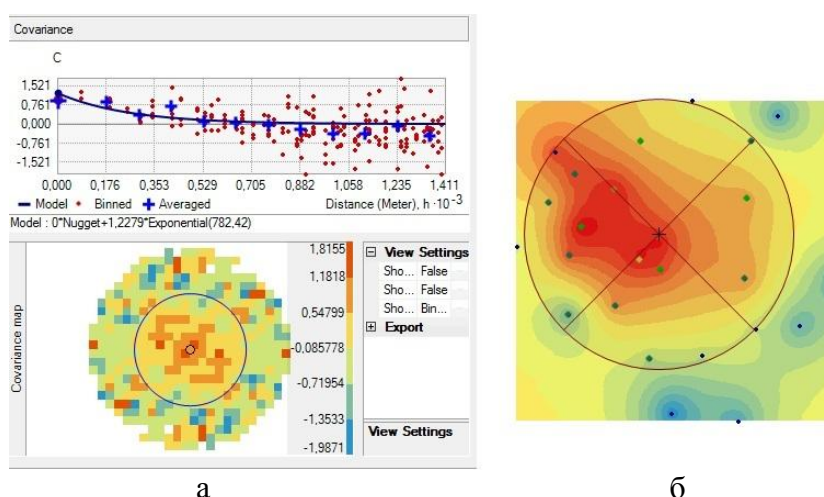 Covariance
C
1,521
0,761
0,000
-0,761
-1,521
0,000 0,176 0,353 0,529 0,705 0,882 1,058 1,235 1,411
Model Binned Averaged Distance (Meter), h ·10⁻³
Model : 0*Nugget+1,2279*Exponential(782,42)
Covariance map
1,8155
1,1818
0,54799
-0,085778
-0,71954
-1,3533
-1,9871
View Settings
Sho... False
Sho... False
Sho... Bin...
Export
View Settings
а б